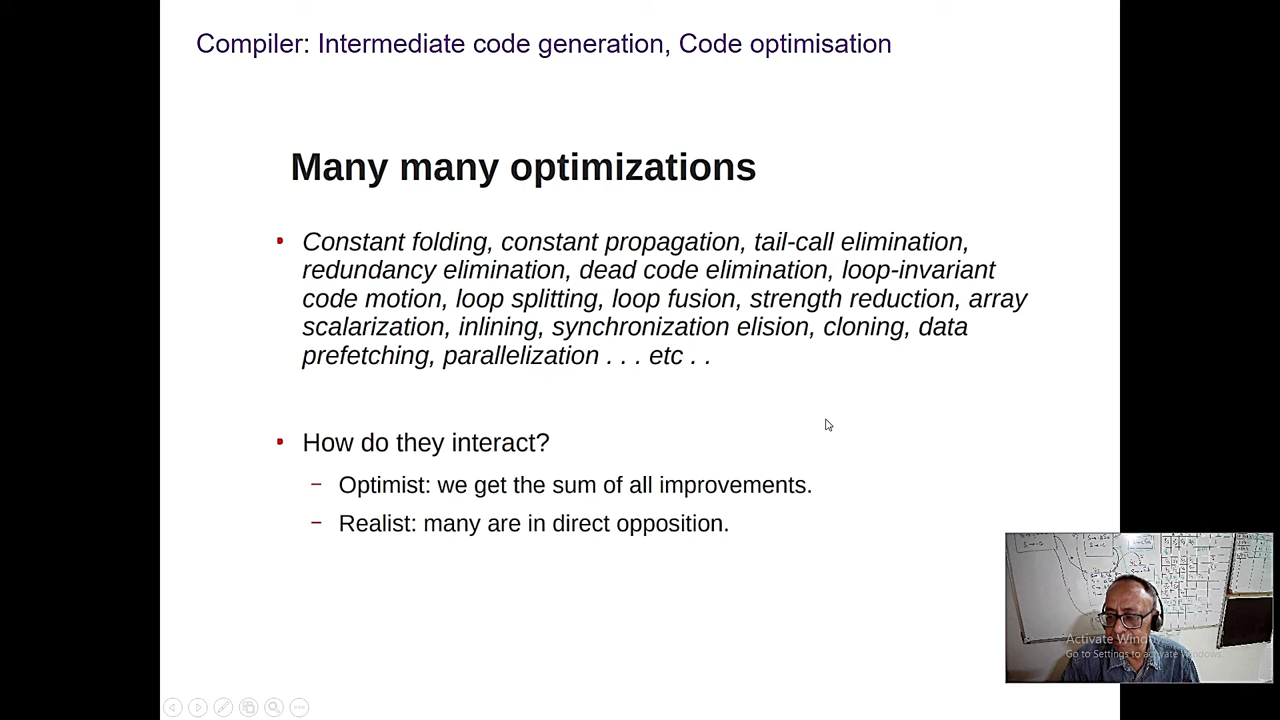 Compiler: Intermediate code generation, Code optimisation
Many many optimizations
• Constant folding, constant propagation, tail-call elimination,
redundancy elimination, dead code elimination, loop-invariant
code motion, loop splitting, loop fusion, strength reduction, array
scalarization, inlining, synchronization elision, cloning, data
prefetching, parallelization . . . etc . .
• How do they interact?
– Optimist: we get the sum of all improvements.
– Realist: many are in direct opposition.
Activate Windows
Go to Settings to activate Windows.